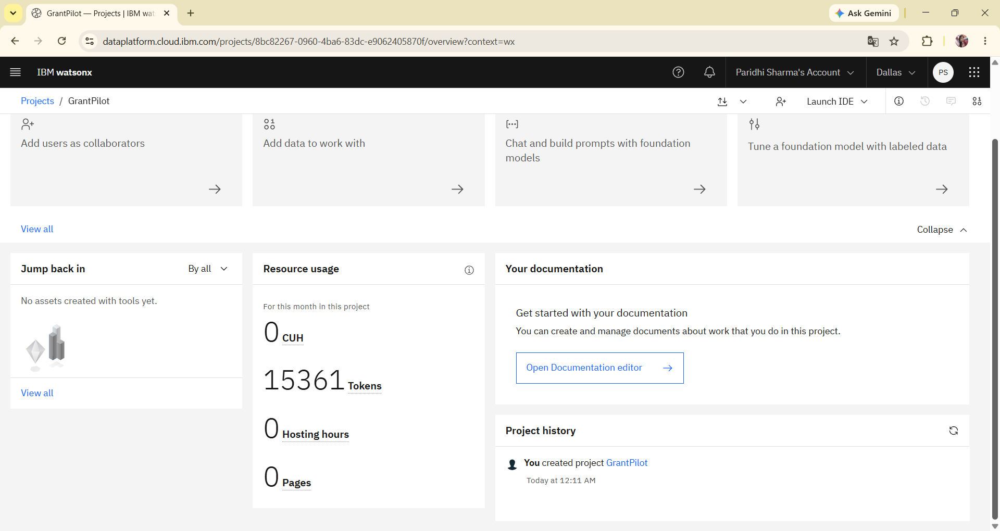 GrantPilot — Projects | IBM wat
Ask Gemini
dataplatform.cloud.ibm.com/projects/8bc82267-0960-4ba6-83dc-e9062405870f/overview?context=wx
IBM watsonx
Paridhi Sharma's Account
Dallas
PS
Projects / GrantPilot
Launch IDE
Add users as collaborators
Add data to work with
Chat and build prompts with foundation
models
Tune a foundation model with labeled data
View all
Collapse
Jump back in
By all
No assets created with tools yet.
View all
Resource usage
For this month in this project
0 CUH
15361 Tokens
0 Hosting hours
0 Pages
Your documentation
Get started with your documentation
You can create and manage documents about work that you do in this project.
Open Documentation editor
Project history
You created project GrantPilot
Today at 12:11 AM